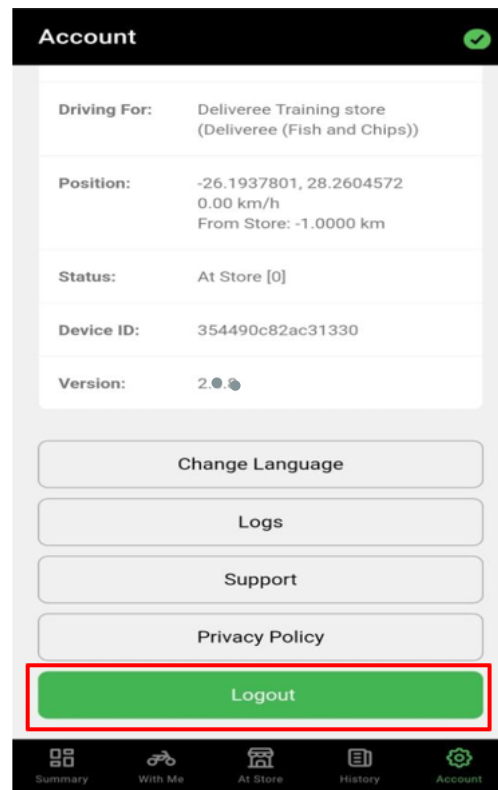 Account
Driving For: Deliveree Training store
(Deliveree (Fish and Chips))
Position: -26.1937801, 28.2604572
0.00 km/h
From Store: -1.0000 km
Status: At Store [0]
Device ID: 354490c82ac31330
Version:
Change Language
Logs
Support
Privacy Policy
Logout
Summary With Me At Store History Account